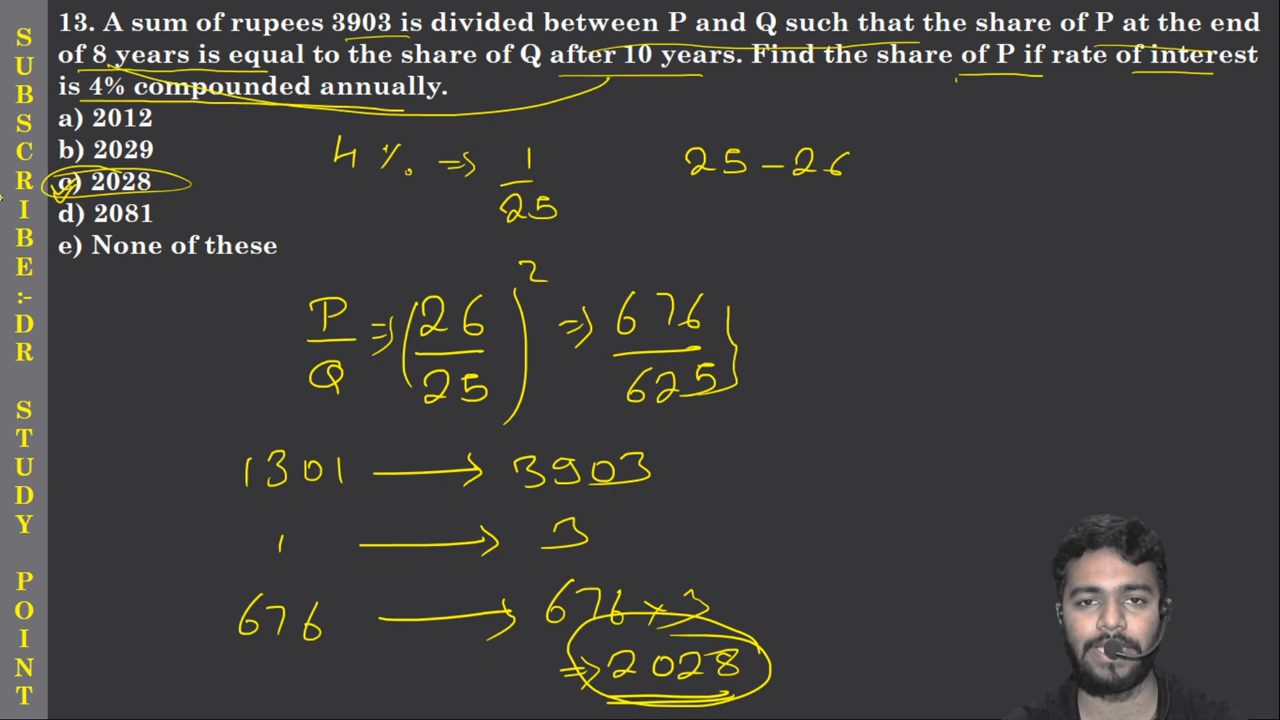 SUBSCRIBE:-DR STUDY POINT
13. A sum of rupees 3903 is divided between P and Q such that the share of P at the end
of 8 years is equal to the share of Q after 10 years. Find the share of P if rate of interest
is 4% compounded annually.
a) 2012
b) 2029
c) 2028
d) 2081
e) None of these
4 % => 1/25 25 - 26
P/Q => (26/25)^2 => 676/625 }
1301 → 3903
1 → 3
676 → 676 x 3
=> 2028